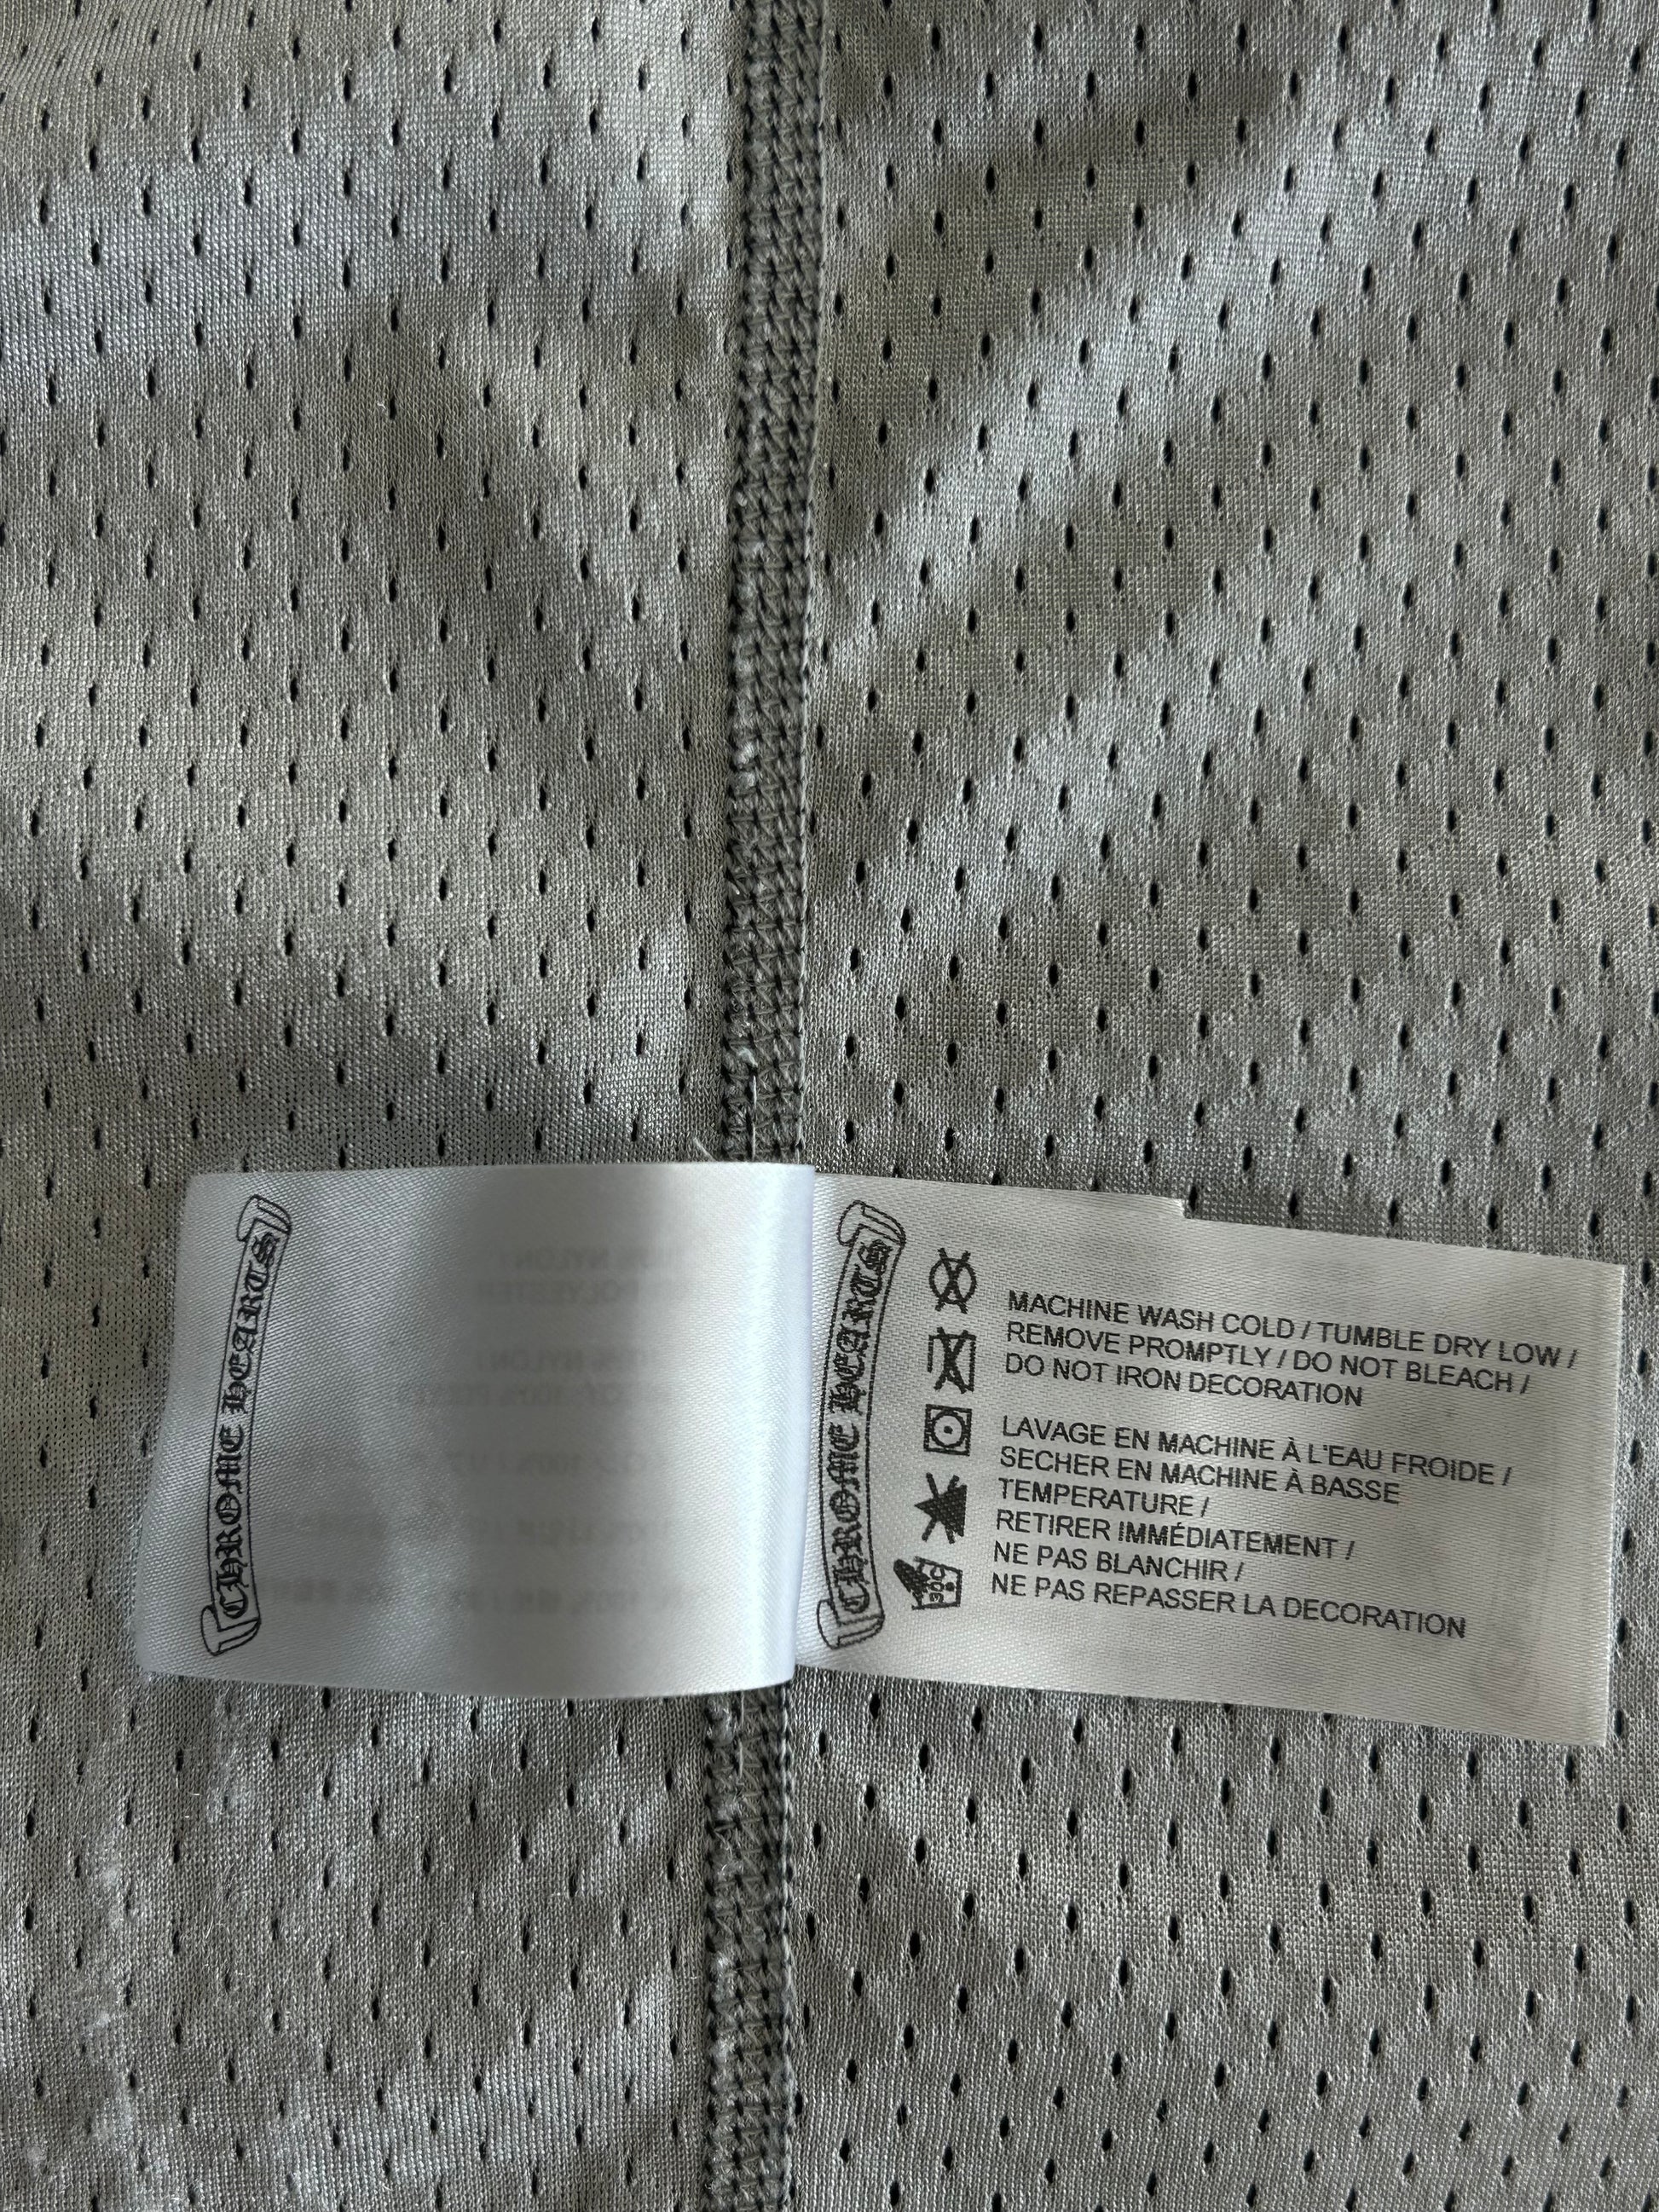 CHROME HEARTS
CHROME HEARTS
MACHINE WASH COLD / TUMBLE DRY LOW /
REMOVE PROMPTLY / DO NOT BLEACH /
DO NOT IRON DECORATION
LAVAGE EN MACHINE À L'EAU FROIDE /
SECHER EN MACHINE À BASSE
TEMPERATURE /
RETIRER IMMÉDIATEMENT /
NE PAS BLANCHIR /
NE PAS REPASSER LA DECORATION
30C